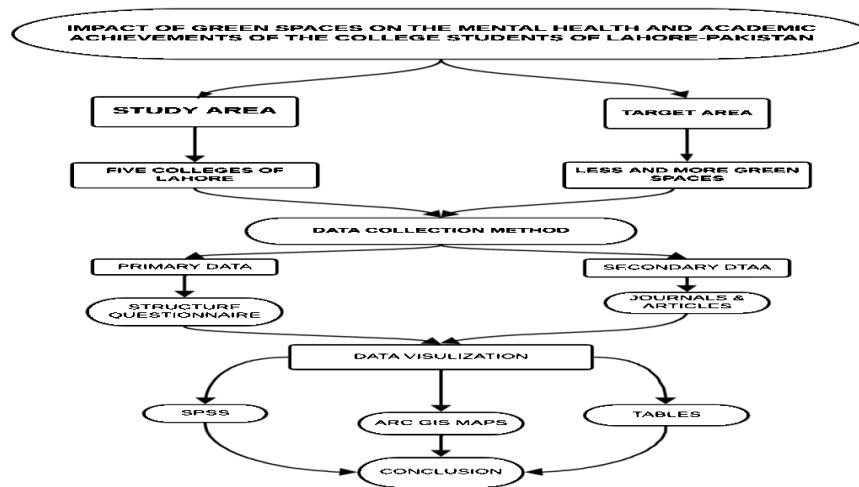 IMPACT OF GREEN SPACES ON THE MENTAL HEALTH AND ACADEMIC
ACHIEVEMENTS OF THE COLLEGE STUDENTS OF LAHORE-PAKISTAN
STUDY AREA
TARGET AREA
FIVE COLLEGES OF
LAHORE
LESS AND MORE GREEN
SPACES
DATA COLLECTION METHOD
PRIMARY DATA
SECONDARY DTAA
STRUCTURE
QUESTIONNAIRE
JOURNALS &
ARTICLES
DATA VISULIZATION
SPSS
ARC GIS MAPS
TABLES
CONCLUSION